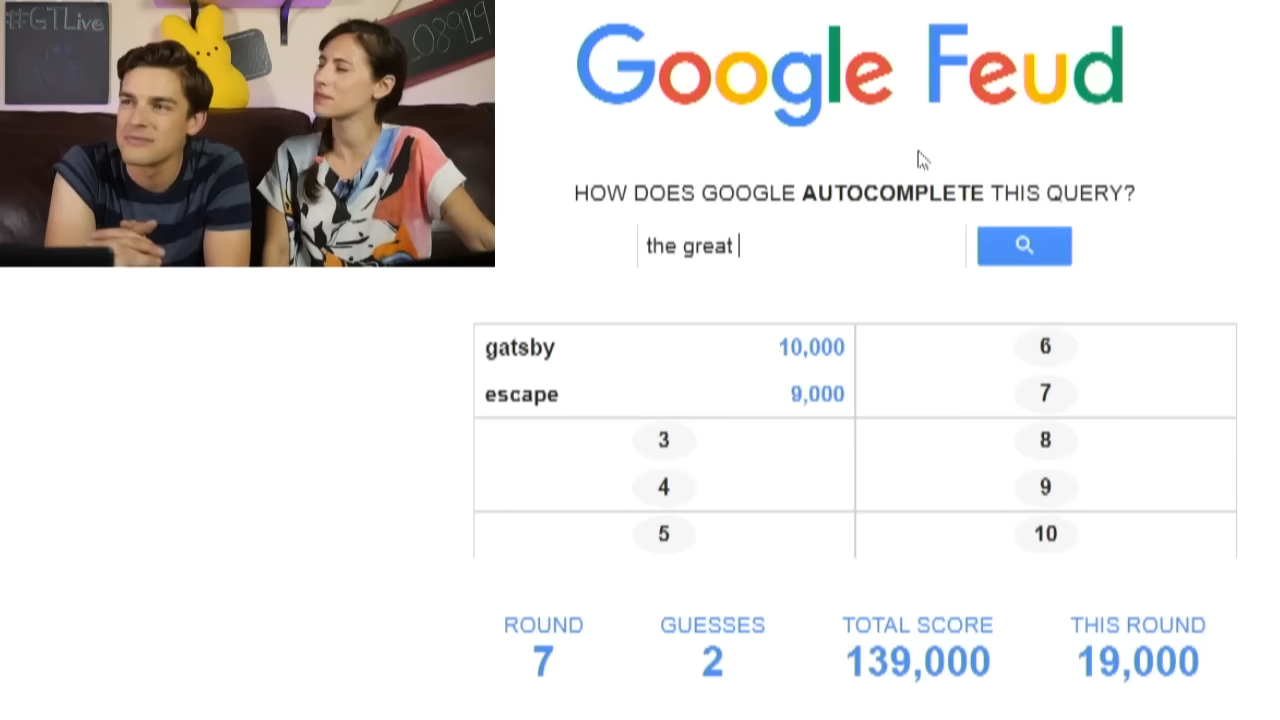 #GTLive
08919
Google Feud
HOW DOES GOOGLE AUTOCOMPLETE THIS QUERY?
the great
gatsby 10,000
6
escape 9,000
7
3
8
4
9
5
10
ROUND GUESSES TOTAL SCORE THIS ROUND
7 2 139,000 19,000